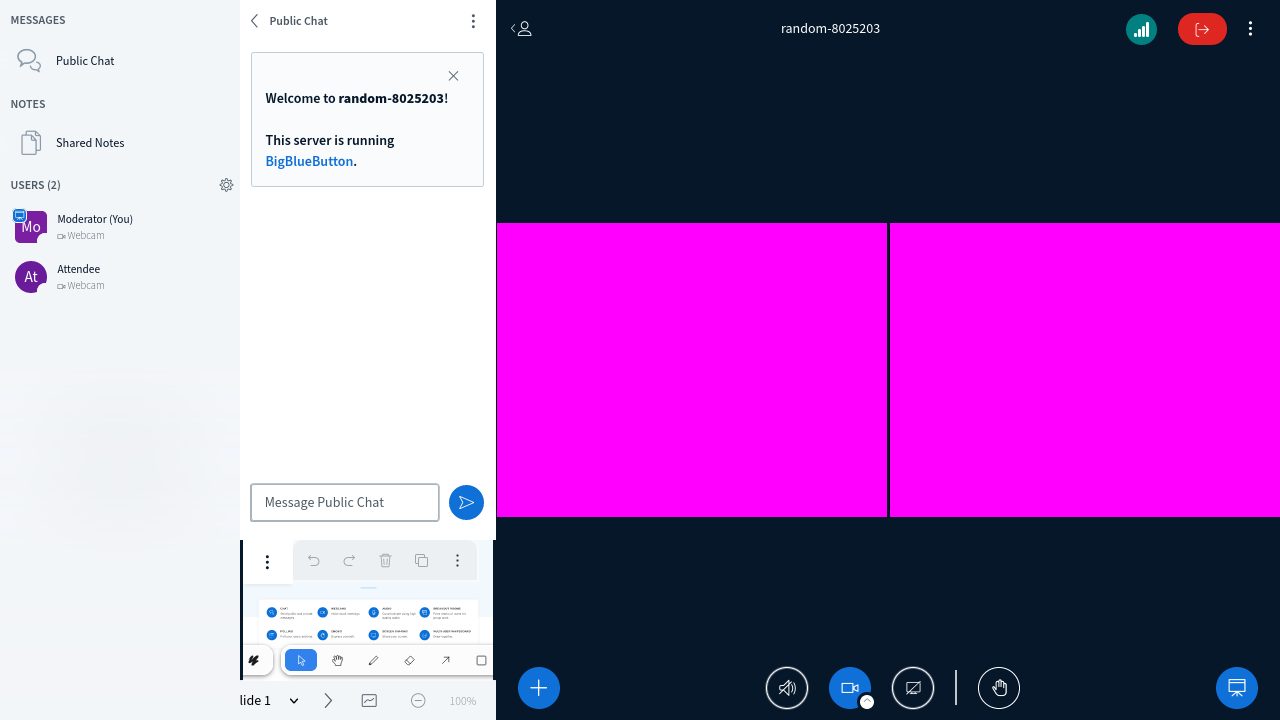 MESSAGES
Public Chat
NOTES
Shared Notes
USERS (2)
Mo
Moderator (You)
Webcam
At
Attendee
Webcam
Public Chat
Welcome to random-8025203!
This server is running
BigBlueButton.
Message Public Chat
lide 1
100%
random-8025203